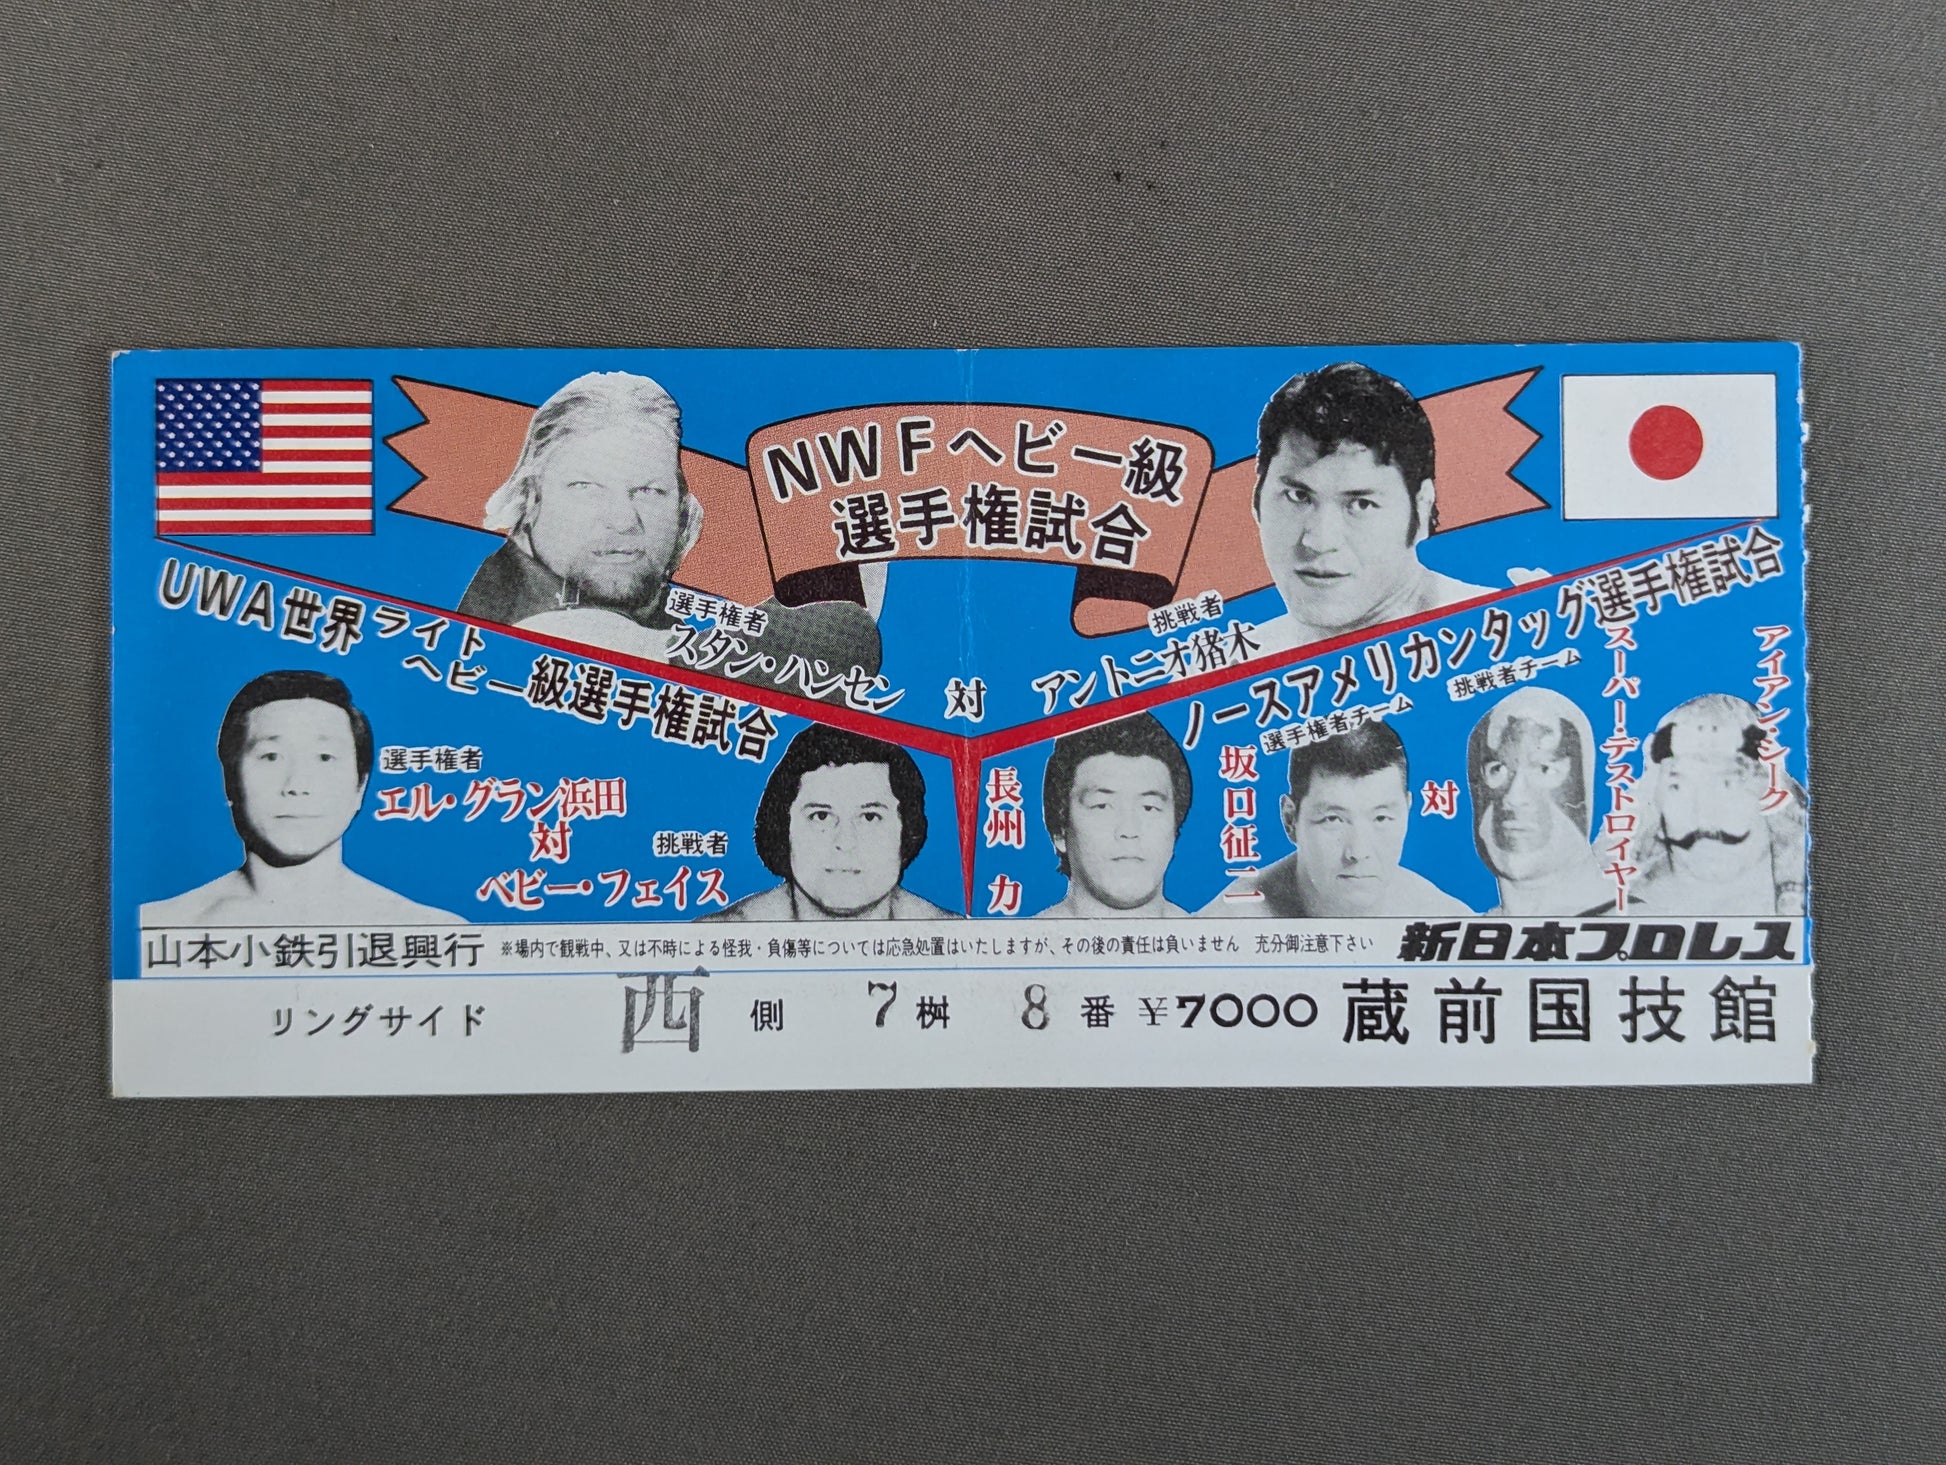 NWFヘビー級
選手権試合
選手権者
スタン・ハンセン
対
挑戦者
アントニオ猪木
UWA世界ライトヘビー級選手権試合
選手権者
エル・グラン浜田
対
挑戦者
ベビー・フェイス
ノースアメリカンタッグ選手権試合
選手権者チーム
長州力
坂口征二
対
挑戦者チーム
スーパー・デストロイヤー
アイアン・シーク
山本小鉄引退興行 ※場内で観戦中、又は不時による怪我・負傷等については応急処置はいたしますが、その後の責任は負いません 充分御注意下さい 新日本プロレス
リングサイド 西側 7桝 8番 ¥7000 蔵前国技館